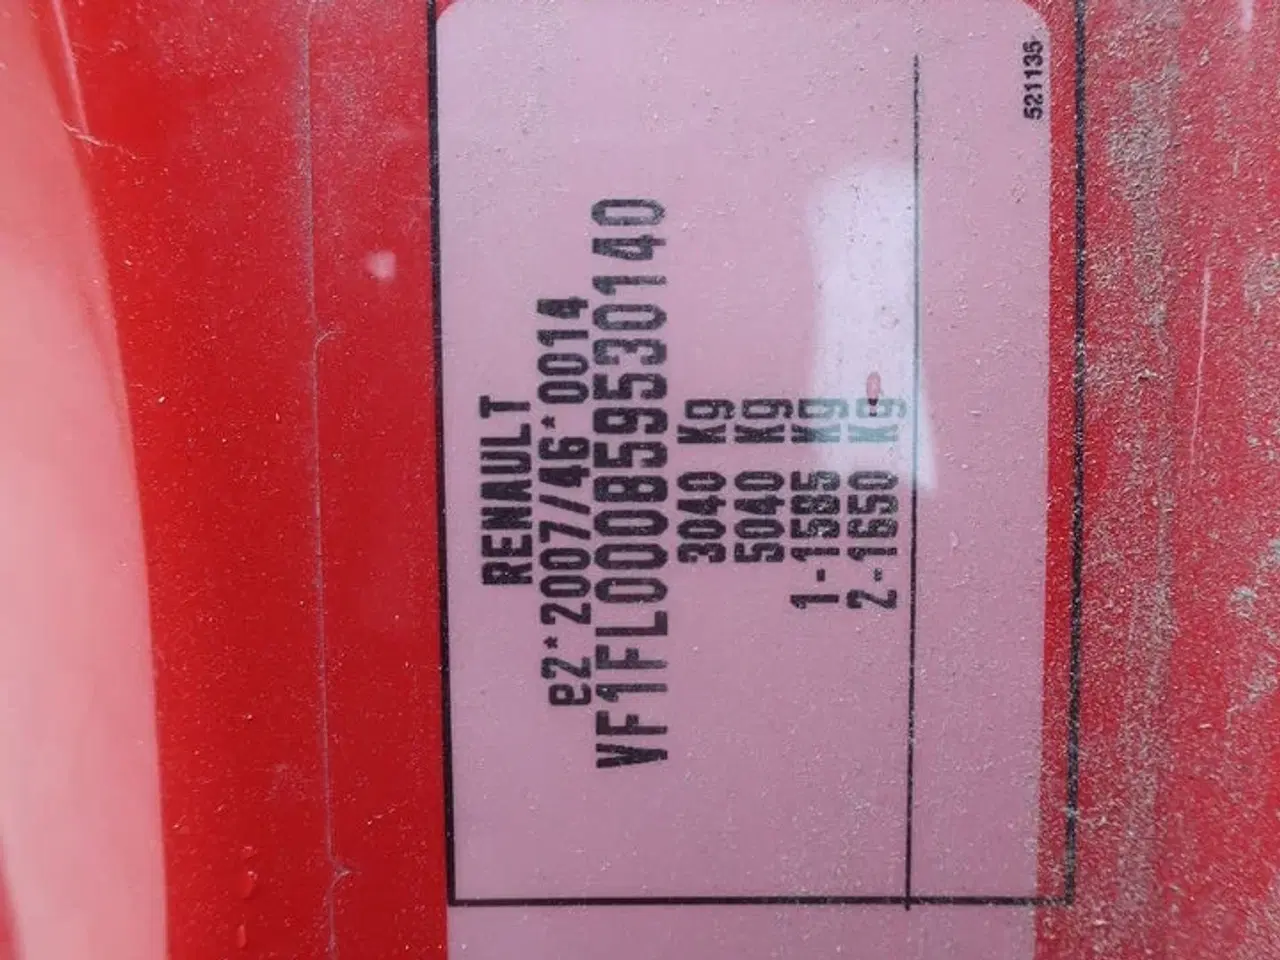 RENAULT
e2*2007/46*0014
VF1FL000B59530140
3040 Kg
5040 Kg
1-1585 Kg
2-1650 Kg
521135